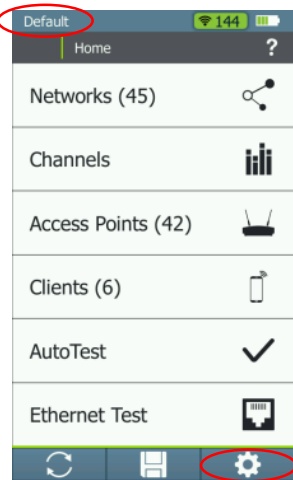 Default 144
Home ?
Networks (45)
Channels
Access Points (42)
Clients (6)
AutoTest
Ethernet Test